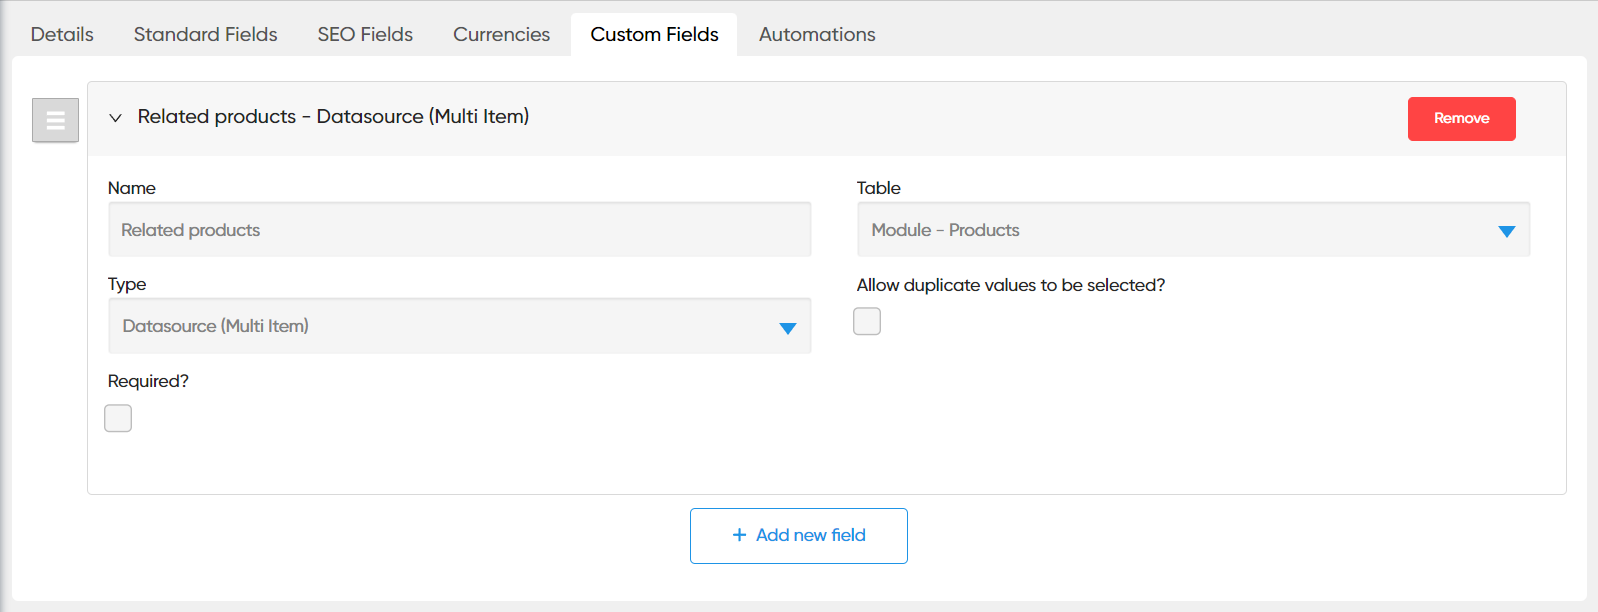 Details Standard Fields SEO Fields Currencies Custom Fields Automations
Related products - Datasource (Multi Item)
Remove
Name
Related products
Table
Module - Products
Type
Datasource (Multi Item)
Allow duplicate values to be selected?
Required?
+ Add new field